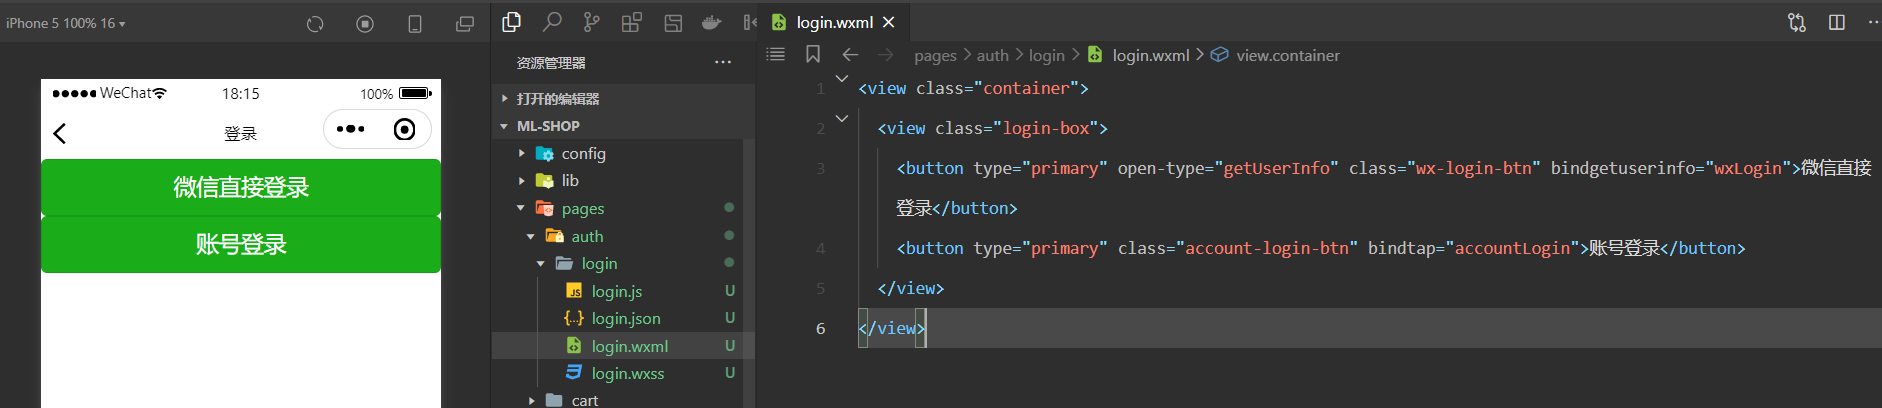 iPhone 5 100% 16
WeChat 18:15 100%
登录
微信直接登录
账号登录
资源管理器
打开的编辑器
ML-SHOP
config
lib
pages
auth
login
login.js U
login.json U
login.wxml U
login.wxss U
cart
login.wxml
pages > auth > login > login.wxml > view.container
1 <view class="container">
2 <view class="login-box">
3 <button type="primary" open-type="getUserInfo" class="wx-login-btn" bindgetuserinfo="wxLogin">微信直接
登录</button>
4 <button type="primary" class="account-login-btn" bindtap="accountLogin">账号登录</button>
5 </view>
6 </view>